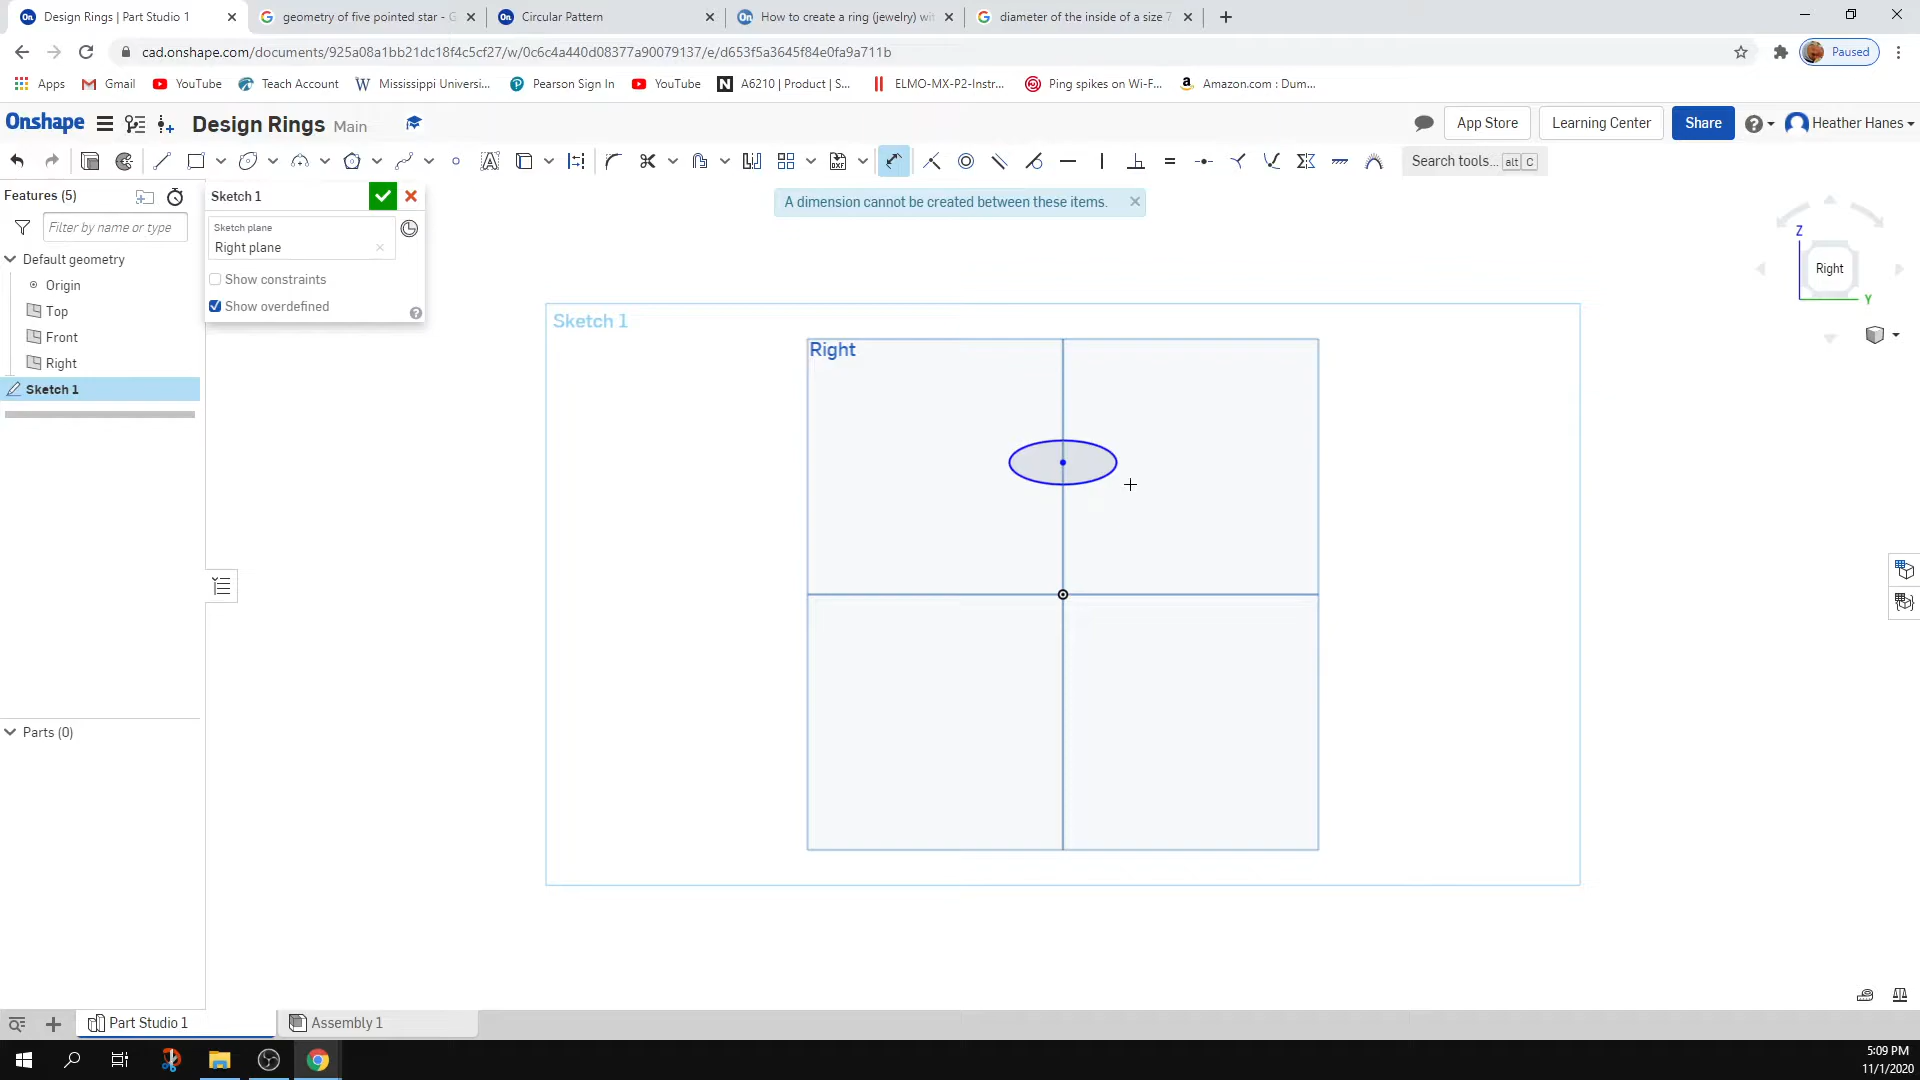 Design Rings | Part Studio 1
geometry of five pointed star - G
Circular Pattern
How to create a ring (jewelry) wit
diameter of the inside of a size 7
cad.onshape.com/documents/925a08a1bb21dc18f4c5cf27/w/0c6c4a440d08377a90079137/e/d653f5a3645f84e0fa9a711b
Paused
Apps
Gmail
YouTube
Teach Account
Mississippi Universi...
Pearson Sign In
YouTube
A6210 | Product | S...
ELMO-MX-P2-Instr...
Ping spikes on Wi-F...
Amazon.com : Dum...
Onshape
Design Rings Main
App Store
Learning Center
Share
Heather Hanes
Search tools... alt C
Features (5)
Filter by name or type
Default geometry
Origin
Top
Front
Right
Sketch 1
Parts (0)
Sketch 1
Sketch plane
Right plane
Show constraints
Show overdefined
A dimension cannot be created between these items.
Sketch 1
Right
Z
Right
Y
Part Studio 1
Assembly 1
5:09 PM
11/1/2020